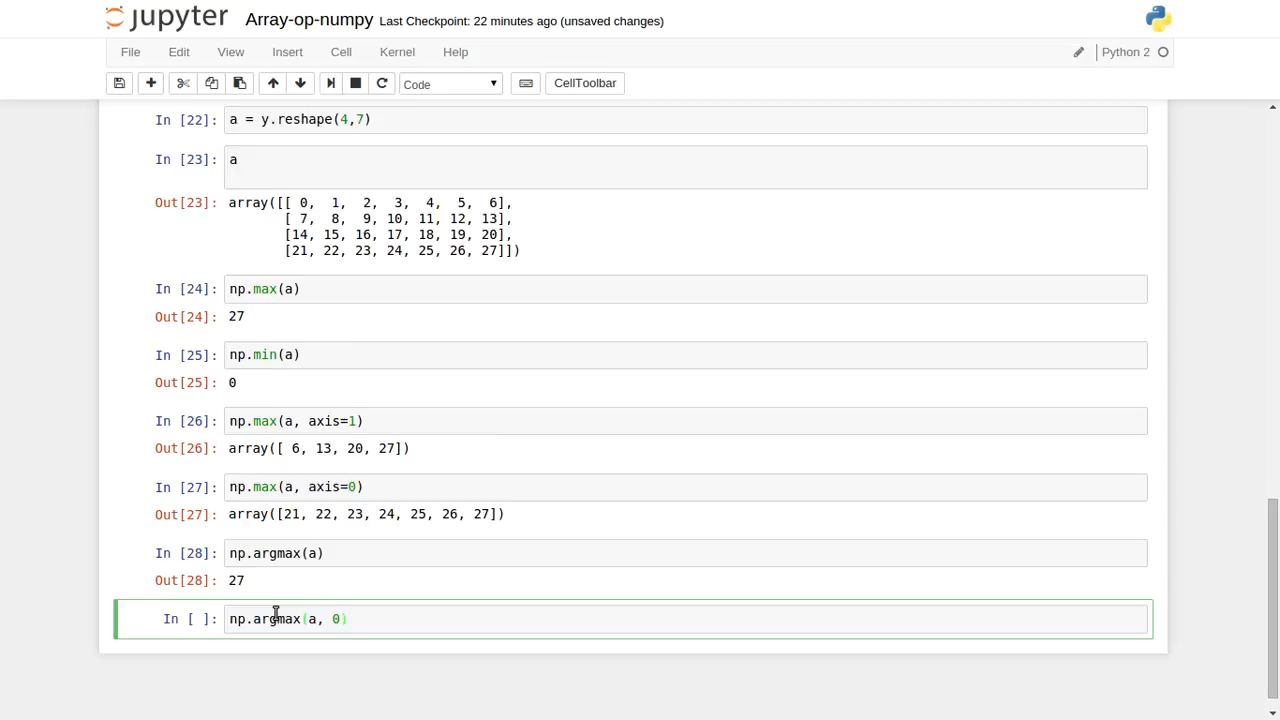 jupyter Array-op-numpy Last Checkpoint: 22 minutes ago (unsaved changes)
File Edit View Insert Cell Kernel Help Python 2
Code CellToolbar
In [22]: a = y.reshape(4,7)
In [23]: a
Out[23]: array([[ 0,  1,  2,  3,  4,  5,  6],
       [ 7,  8,  9, 10, 11, 12, 13],
       [14, 15, 16, 17, 18, 19, 20],
       [21, 22, 23, 24, 25, 26, 27]])
In [24]: np.max(a)
Out[24]: 27
In [25]: np.min(a)
Out[25]: 0
In [26]: np.max(a, axis=1)
Out[26]: array([ 6, 13, 20, 27])
In [27]: np.max(a, axis=0)
Out[27]: array([21, 22, 23, 24, 25, 26, 27])
In [28]: np.argmax(a)
Out[28]: 27
In [ ]: np.argmax(a, 0)